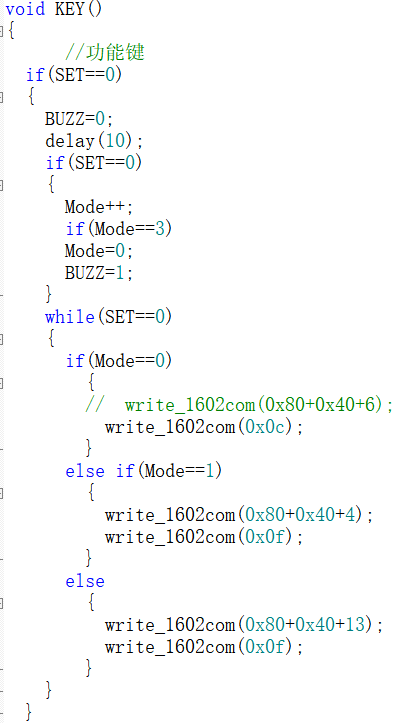 void KEY()
{
//功能键
if(SET==0)
{
BUZZ=0;
delay(10);
if(SET==0)
{
Mode++;
if(Mode==3)
Mode=0;
BUZZ=1;
}
while(SET==0)
{
if(Mode==0)
{
//  write_1602com(0x80+0x40+6);
write_1602com(0x0c);
}
else if(Mode==1)
{
write_1602com(0x80+0x40+4);
write_1602com(0x0f);
}
else
{
write_1602com(0x80+0x40+13);
write_1602com(0x0f);
}
}
}